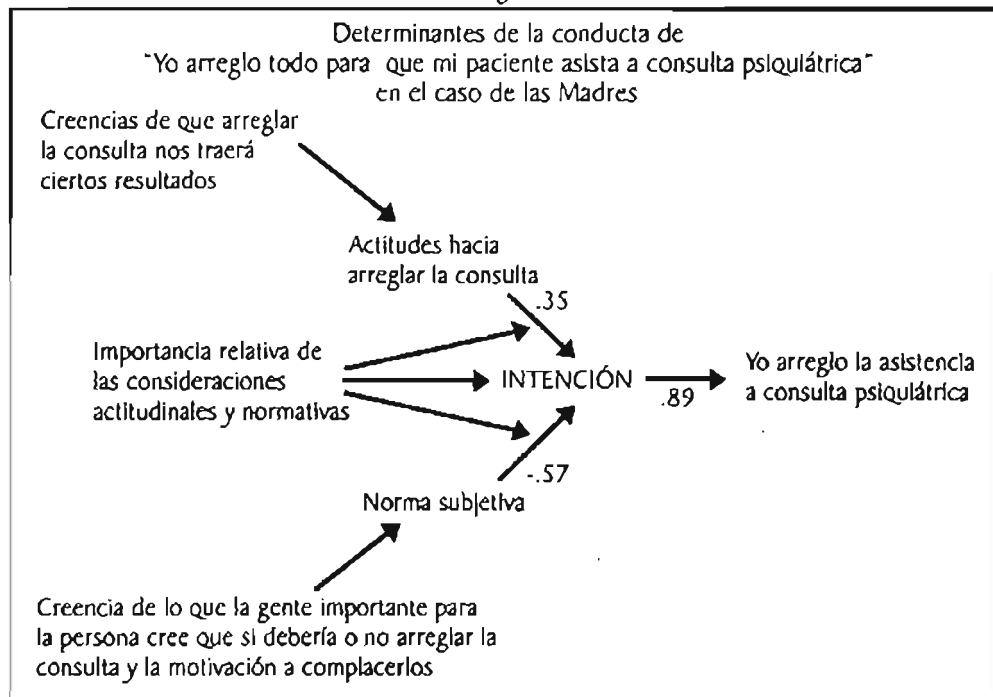 Determinantes de la conducta de
"Yo arreglo todo para que mi paciente asista a consulta psiquiátrica"
en el caso de las Madres
Creencias de que arreglar
la consulta nos traerá
ciertos resultados
Actitudes hacia
arreglar la consulta
.35
Importancia relativa de
las consideraciones
actitudinales y normativas
INTENCIÓN
.89
Yo arreglo la asistencia
a consulta psiquiátrica
-.57
Norma subjetiva
Creencia de lo que la gente importante para
la persona cree que si debería o no arreglar la
consulta y la motivación a complacerlos